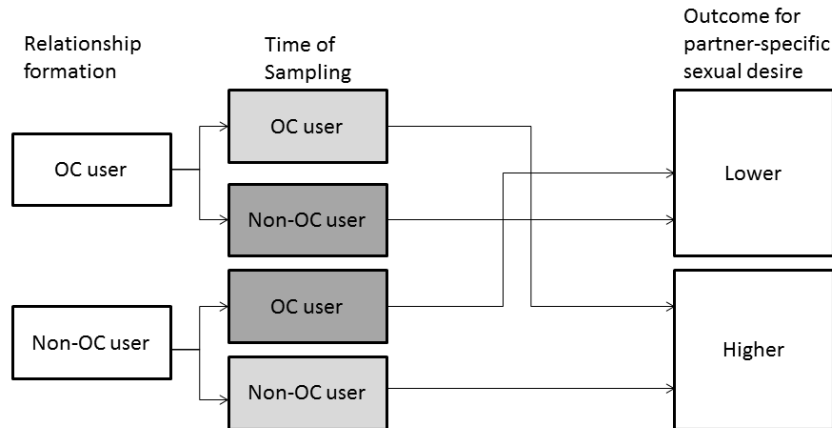 Relationship
formation
Time of
Sampling
Outcome for
partner-specific
sexual desire
OC user
Non-OC user
OC user
Non-OC user
OC user
Non-OC user
Lower
Higher